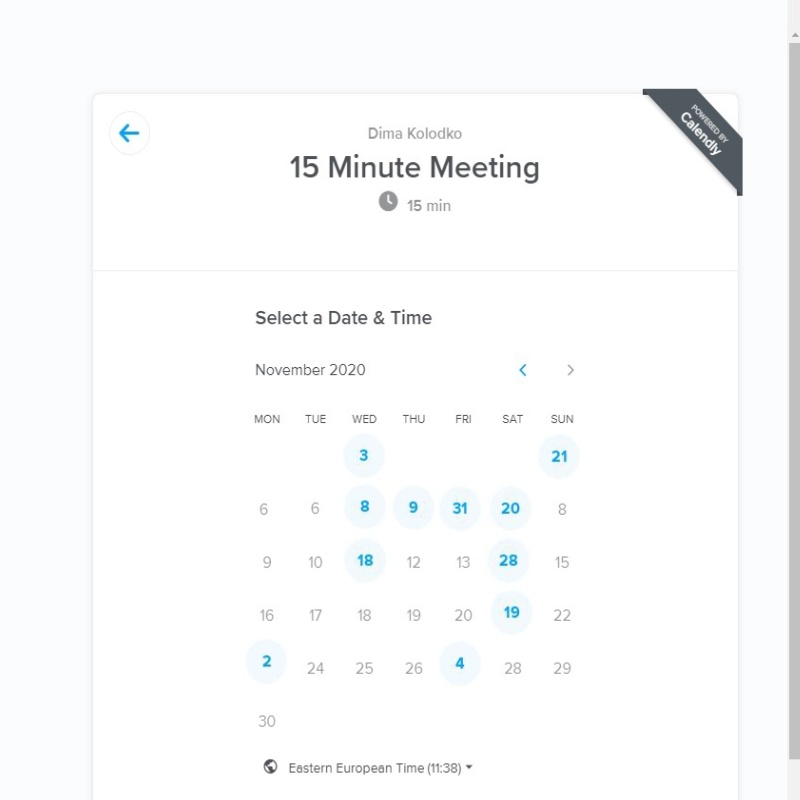 POWERED BY
Calendly
Dima Kolodko
15 Minute Meeting
15 min
Select a Date & Time
November 2020
MON TUE WED THU FRI SAT SUN
3 21
6 6 8 9 31 20 8
9 10 18 12 13 28 15
16 17 18 19 20 19 22
2 24 25 26 4 28 29
30
Eastern European Time (11:38)